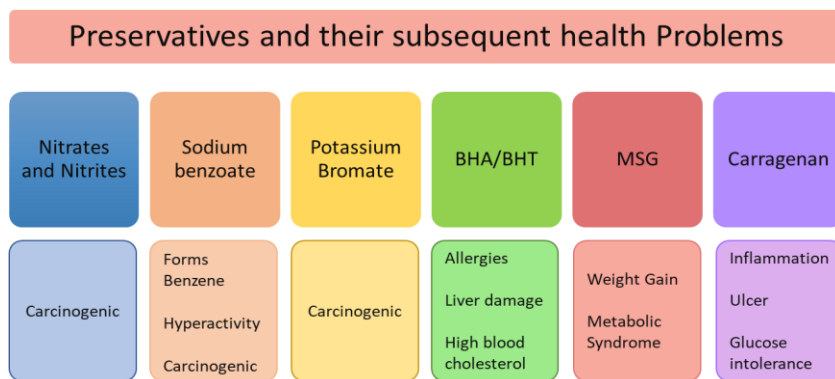 Preservatives and their subsequent health Problems
Nitrates
and Nitrites
Sodium
benzoate
Potassium
Bromate
BHA/BHT
MSG
Carragenan
Carcinogenic
Forms
Benzene
Hyperactivity
Carcinogenic
Carcinogenic
Allergies
Liver damage
High blood
cholesterol
Weight Gain
Metabolic
Syndrome
Inflammation
Ulcer
Glucose
intolerance